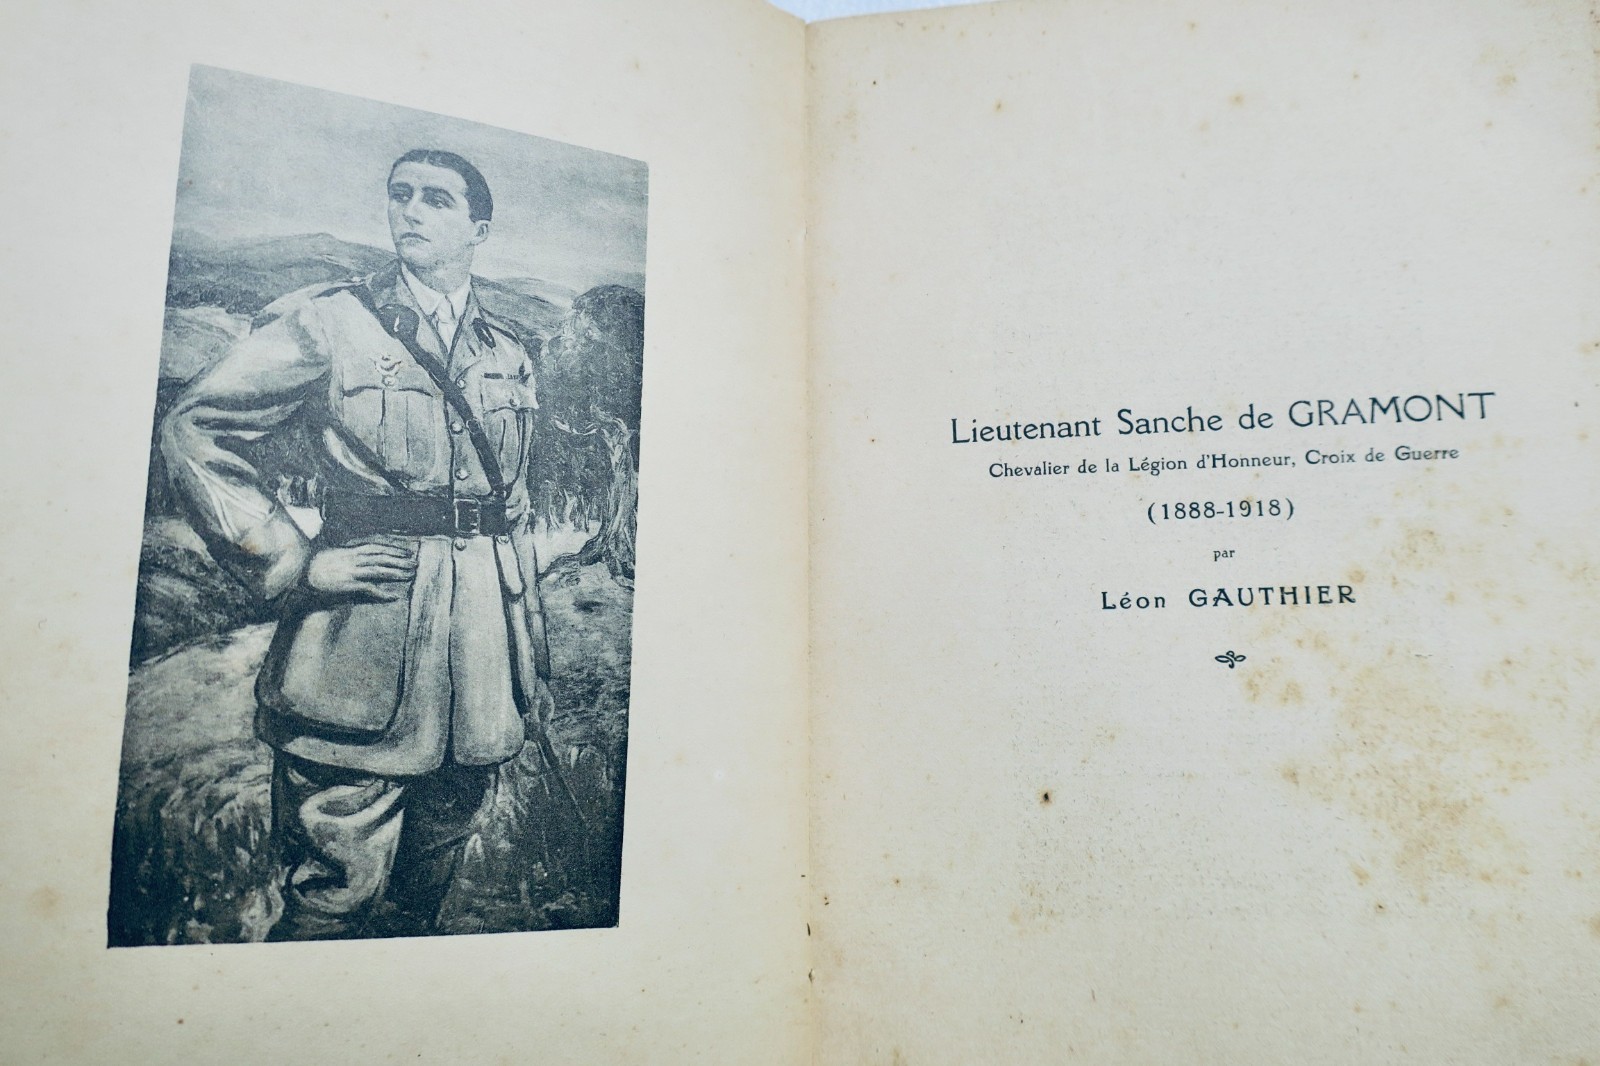 Lieutenant Sanche de GRAMONT
Chevalier de la Légion d'Honneur, Croix de Guerre
(1888-1918)
par
Léon GAUTHIER